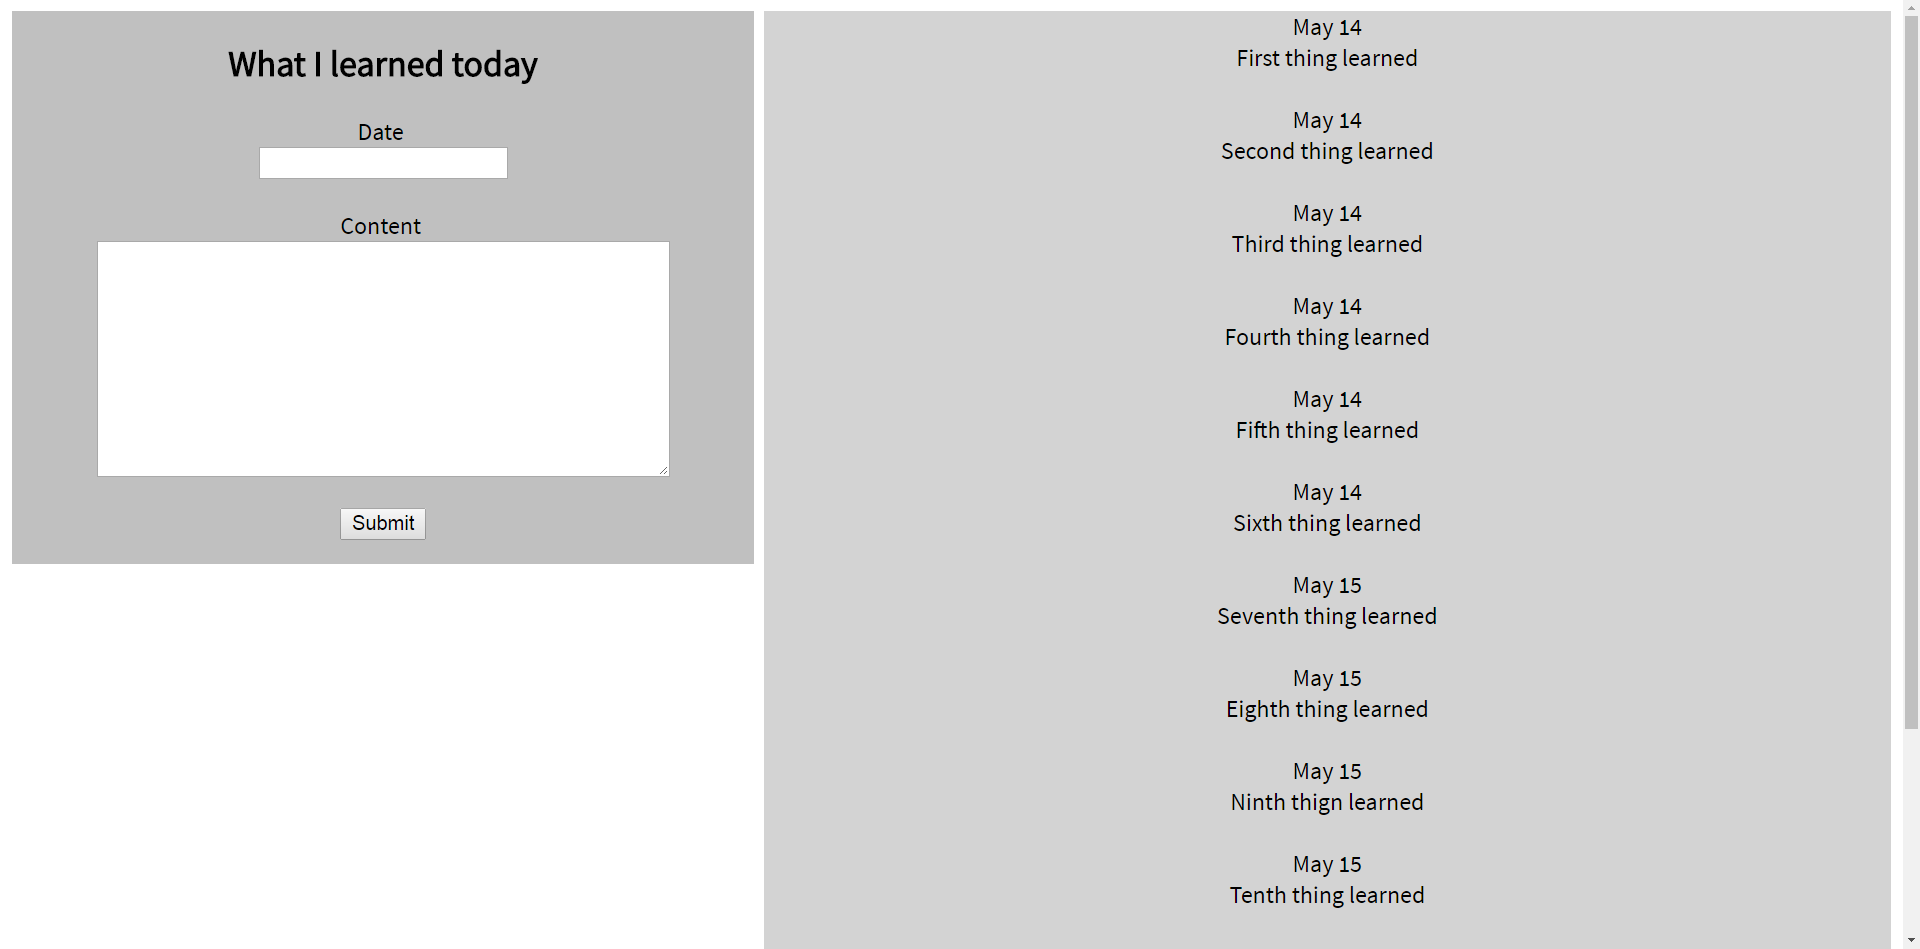 What I learned today
Date
Content
Submit
May 14
First thing learned
May 14
Second thing learned
May 14
Third thing learned
May 14
Fourth thing learned
May 14
Fifth thing learned
May 14
Sixth thing learned
May 15
Seventh thing learned
May 15
Eighth thing learned
May 15
Ninth thign learned
May 15
Tenth thing learned